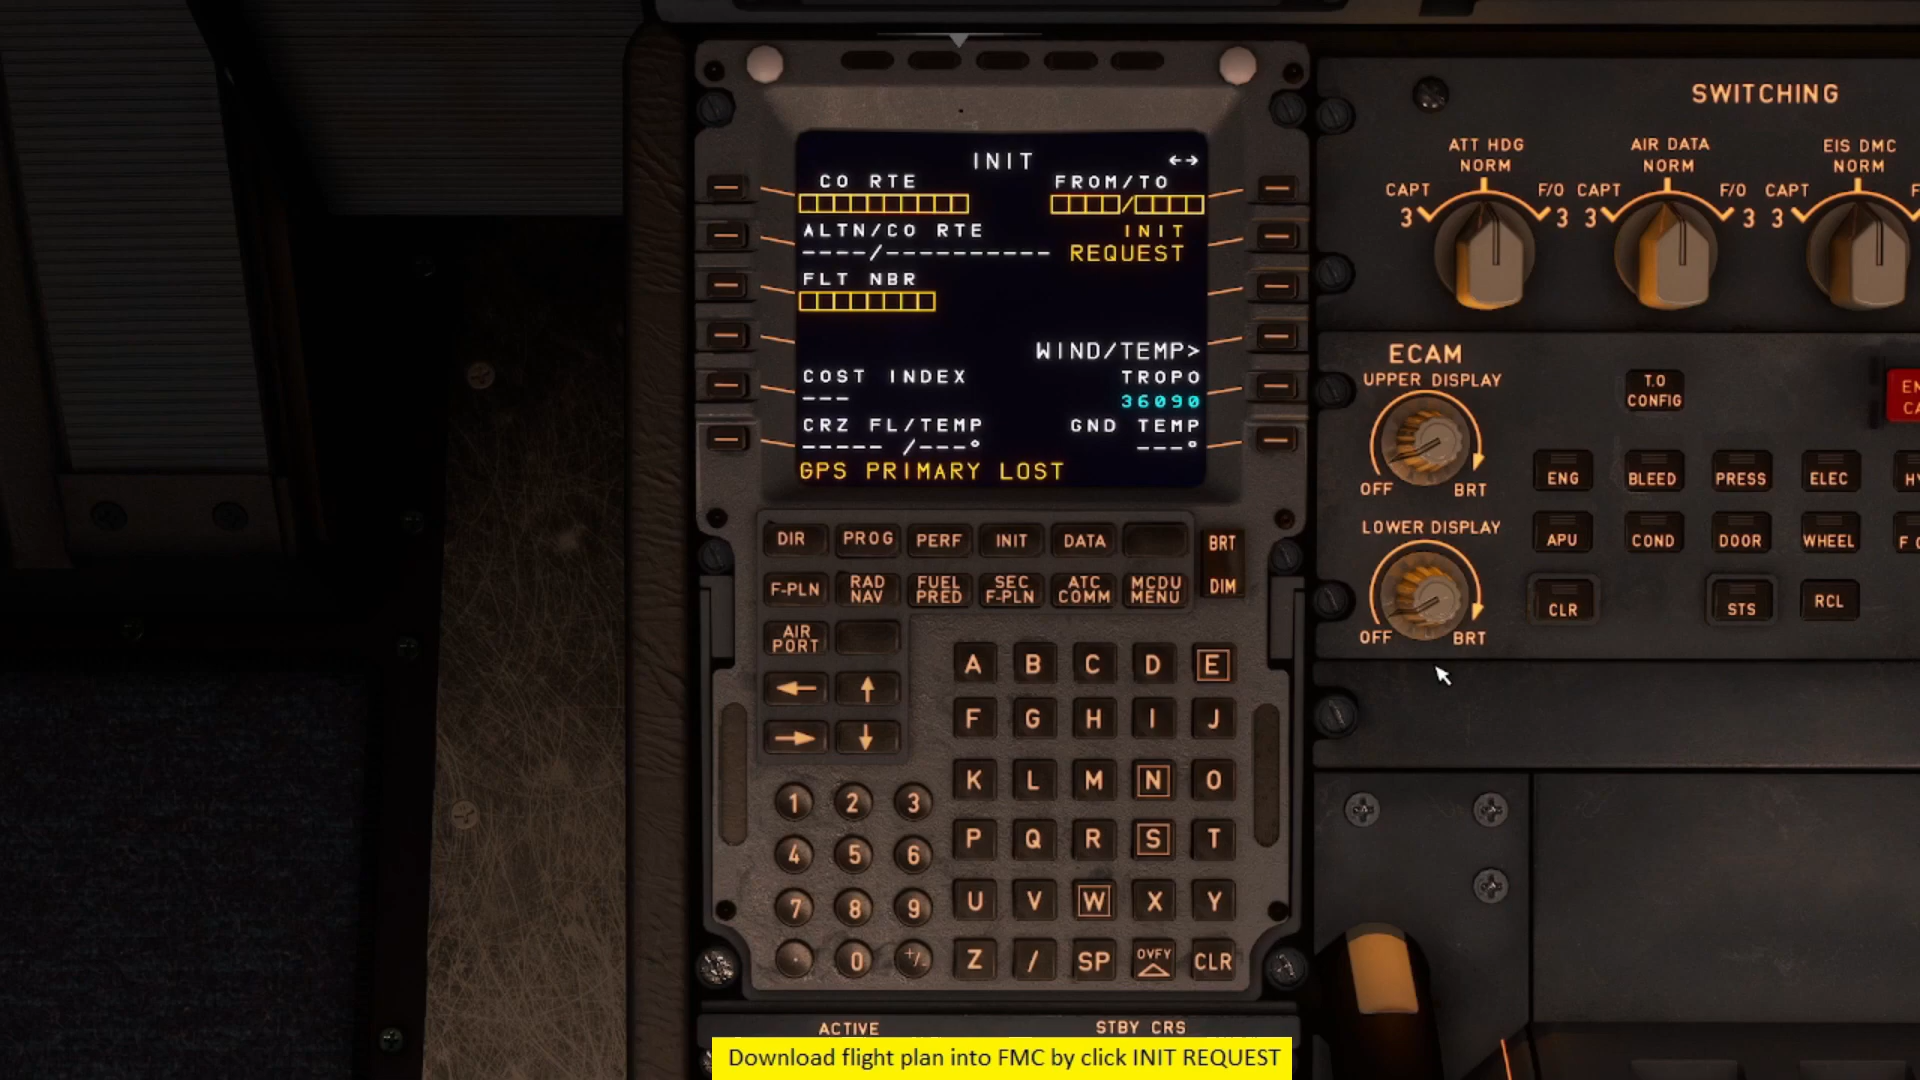 INIT ←→
CO RTE FROM/TO
/
ALTN/CO RTE INIT
----/---------- REQUEST
FLT NBR
WIND/TEMP>
COST INDEX TROPO
--- 36090
CRZ FL/TEMP GND TEMP
----- /---° ---°
GPS PRIMARY LOST
DIR PROG PERF INIT DATA
BRT
DIM
F-PLN RAD NAV FUEL PRED SEC F-PLN ATC COMM MCDU MENU
AIR PORT
← ↑
→ ↓
A B C D E
F G H I J
K L M N O
P Q R S T
U V W X Y
Z / SP OVFY CLR
1 2 3
4 5 6
7 8 9
. 0 +/-
ACTIVE STBY CRS
SWITCHING
ATT HDG AIR DATA EIS DMC
NORM NORM NORM
CAPT F/O CAPT F/O CAPT
3 3 3 3 3
ECAM
UPPER DISPLAY
OFF BRT
LOWER DISPLAY
OFF BRT
T.O
CONFIG
ENG BLEED PRESS ELEC
APU COND DOOR WHEEL
CLR STS RCL
Download flight plan into FMC by click INIT REQUEST